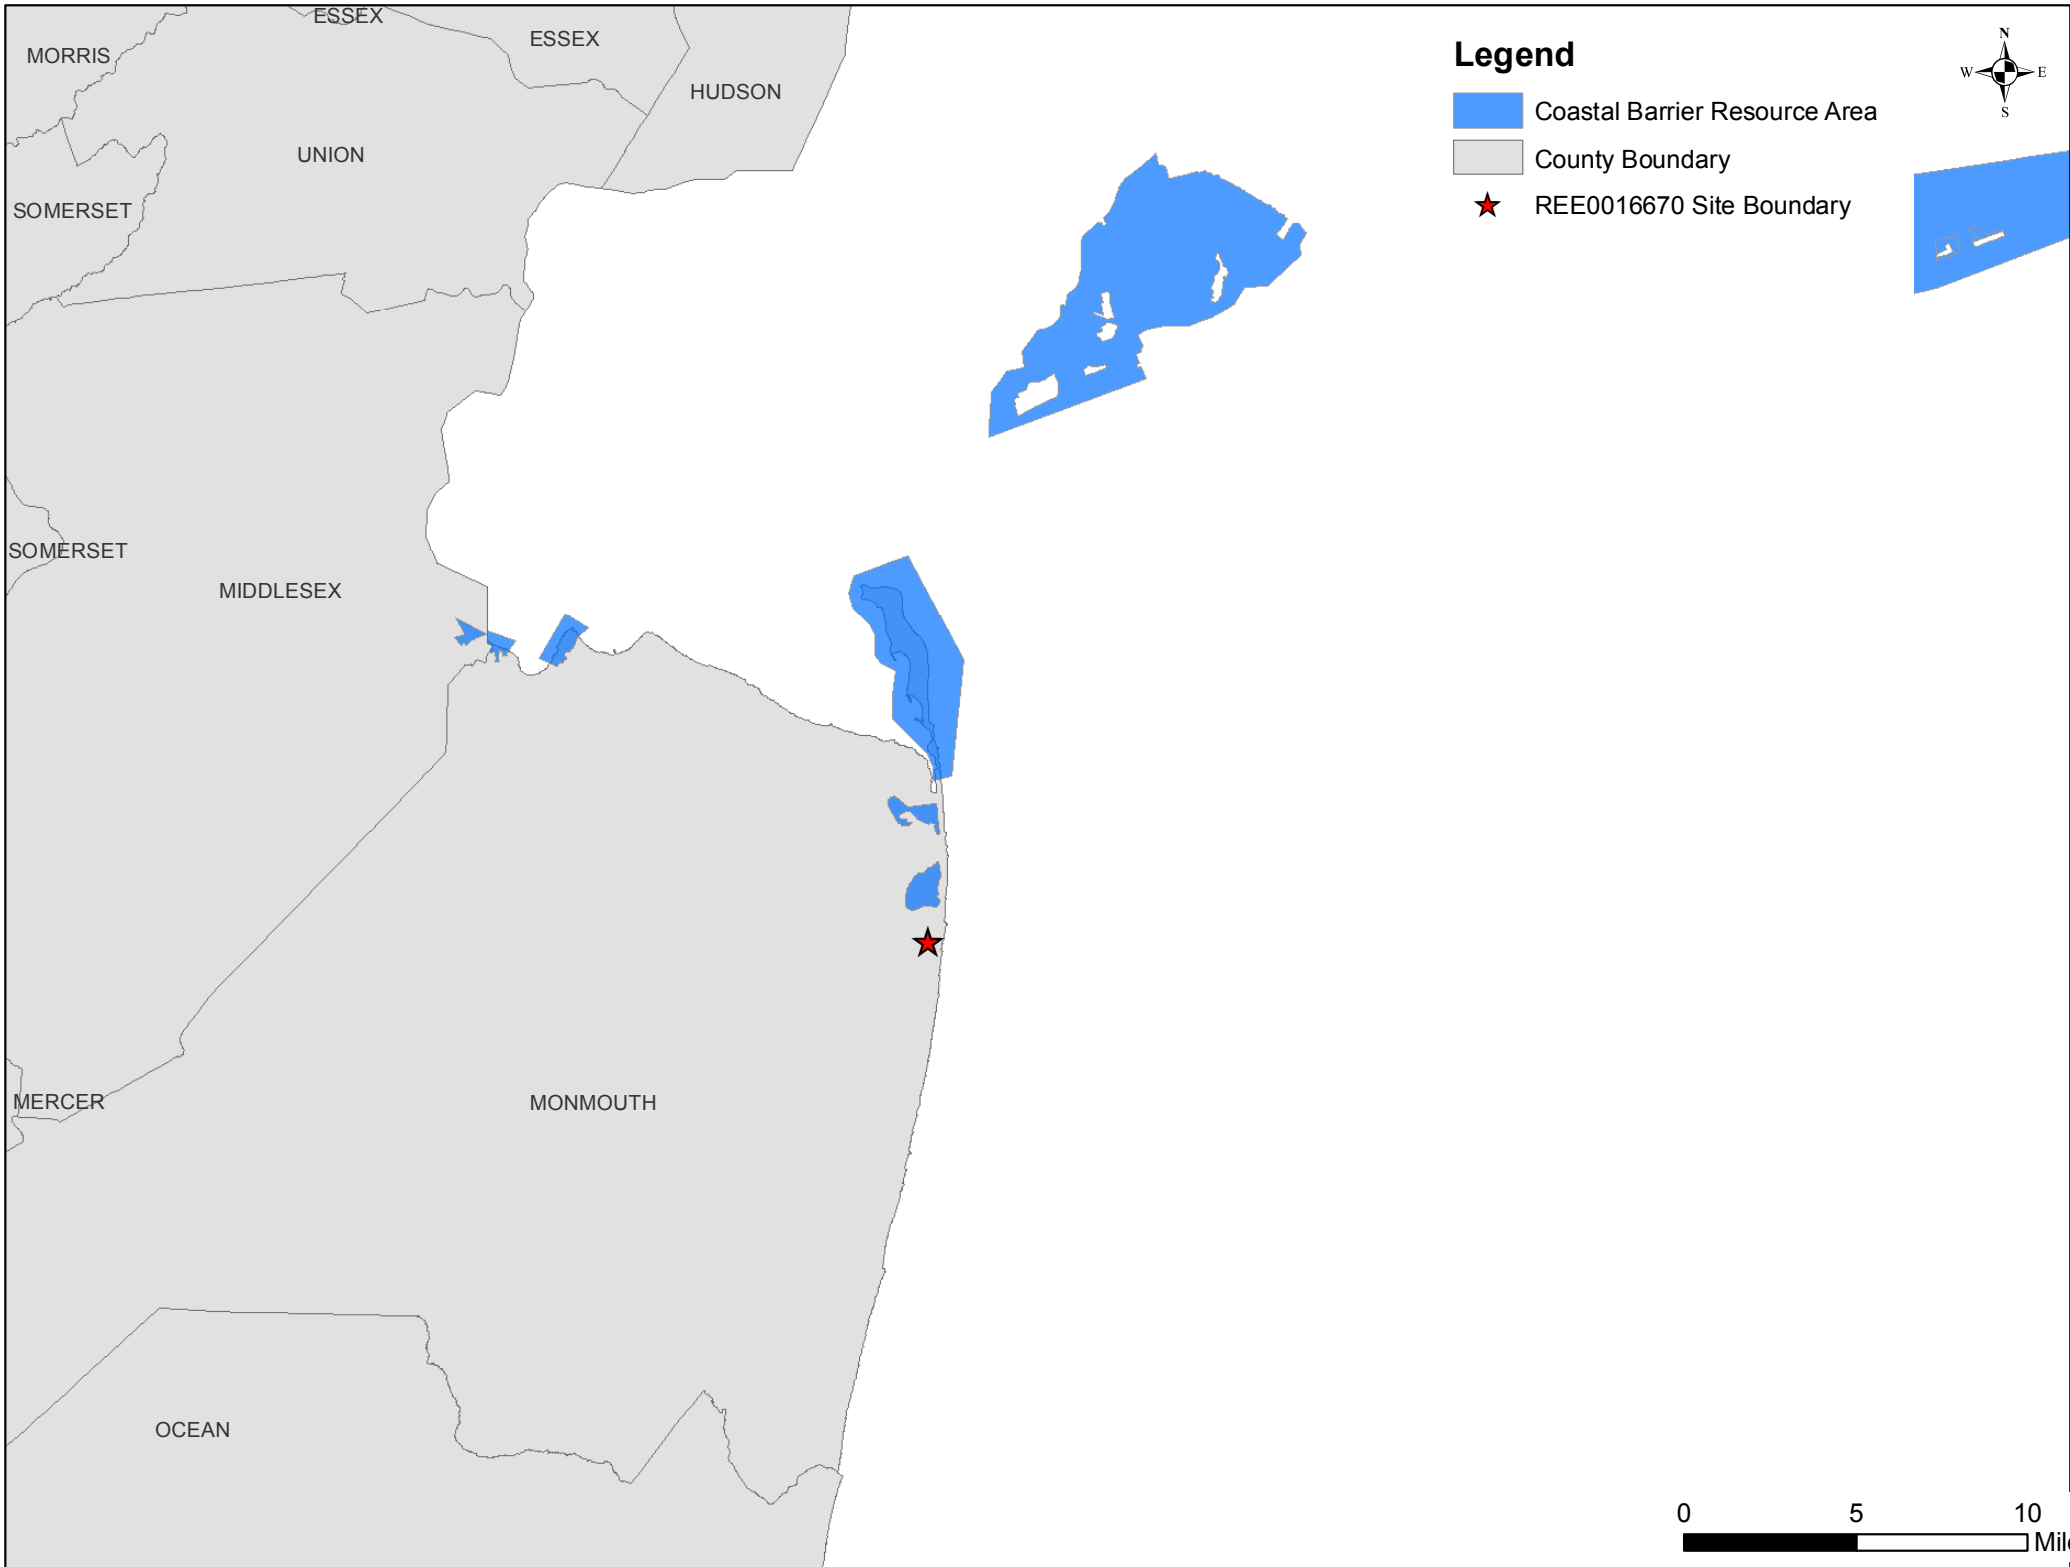 ESSEX
ESSEX
MORRIS
HUDSON
UNION
SOMERSET
SOMERSET
MIDDLESEX
MERCER
MONMOUTH
OCEAN
Legend
Coastal Barrier Resource Area
County Boundary
REE0016670 Site Boundary
N
W E
S
0 5 10
Mil